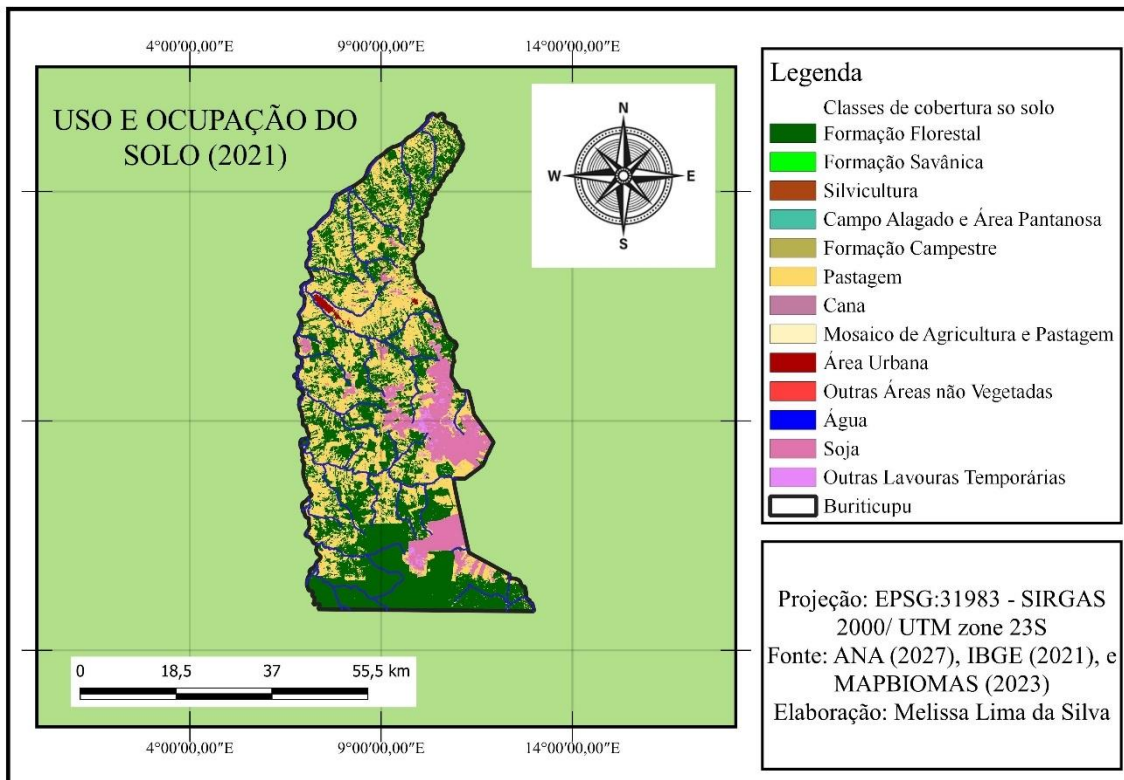 4°00'00,00"E
9°00'00,00"E
14°00'00,00"E
USO E OCUPAÇÃO DO
SOLO (2021)
N
W
E
S
0
18,5
37
55,5 km
4°00'00,00"E
9°00'00,00"E
14°00'00,00"E
Legenda
Classes de cobertura so solo
Formação Florestal
Formação Savânica
Silvicultura
Campo Alagado e Área Pantanosa
Formação Campestre
Pastagem
Cana
Mosaico de Agricultura e Pastagem
Área Urbana
Outras Áreas não Vegetadas
Água
Soja
Outras Lavouras Temporárias
Buriticupu
Projeção: EPSG:31983 - SIRGAS
2000/ UTM zone 23S
Fonte: ANA (2027), IBGE (2021), e
MAPBIOMAS (2023)
Elaboração: Melissa Lima da Silva